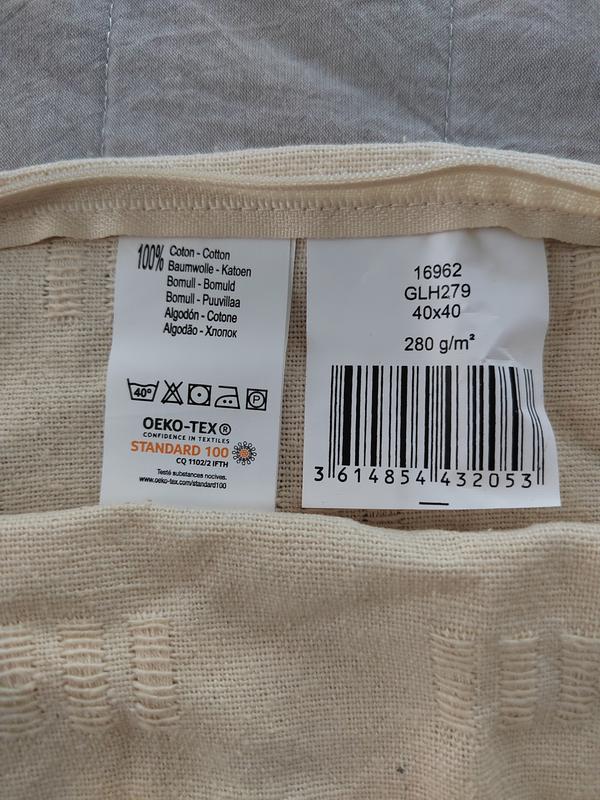 100% Coton - Cotton
Baumwolle - Katoen
Bomull - Bomuld
Bomull - Puuvillaa
Algodón - Cotone
Algodão - Хлопок
40°
P
OEKO-TEX®
CONFIDENCE IN TEXTILES
STANDARD 100
CQ 1102/2 IFTH
Testé substances nocives.
www.oeko-tex.com/standard100
16962
GLH279
40x40
280 g/m²
3 614854 432053